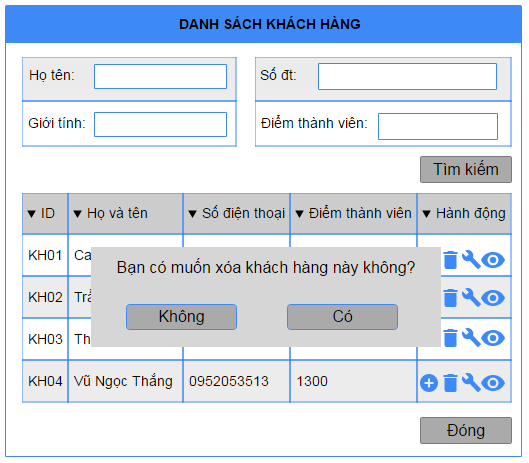 DANH SÁCH KHÁCH HÀNG
Họ tên:
Số đt:
Giới tính:
Điểm thành viên:
Tìm kiếm
▼ ID ▼ Họ và tên ▼ Số điện thoại ▼ Điểm thành viên ▼ Hành động
KH01 Ca
Bạn có muốn xóa khách hàng này không?
KH02
Không Có
KH03 Th
KH04 Vũ Ngọc Thắng 0952053513 1300
Đóng